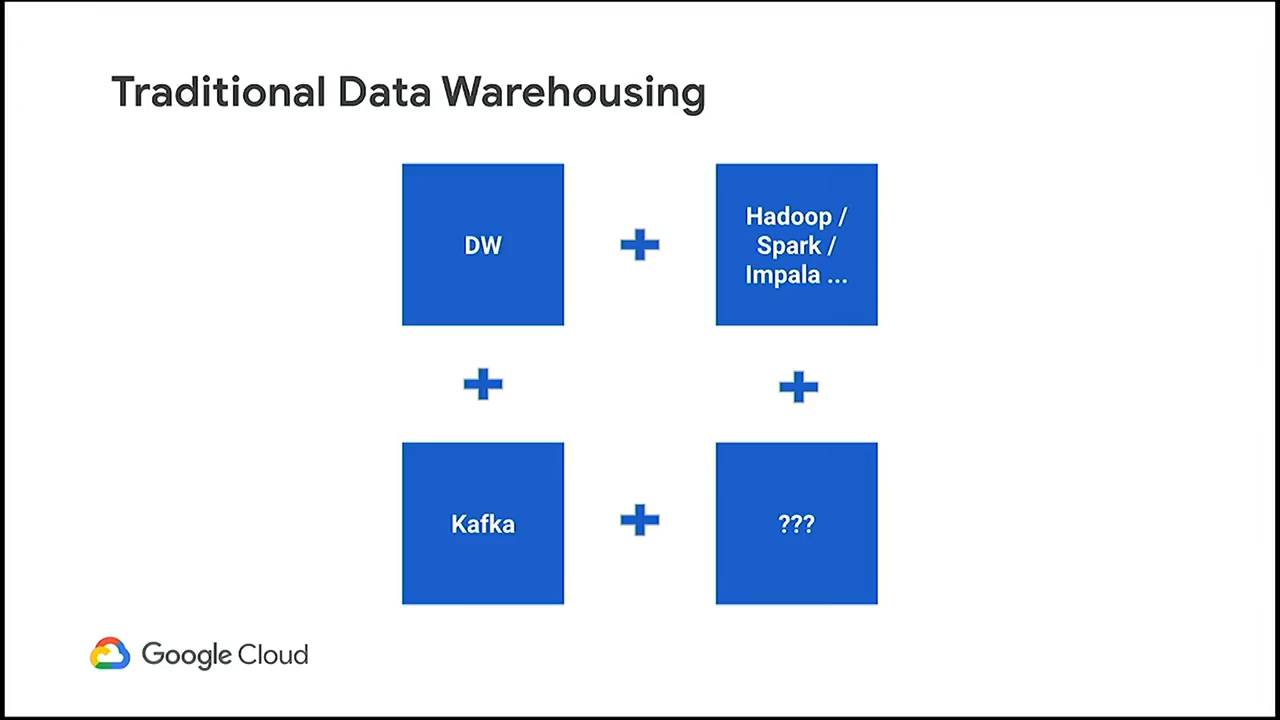 Traditional Data Warehousing
DW
Hadoop /
Spark /
Impala ...
Kafka
???
Google Cloud